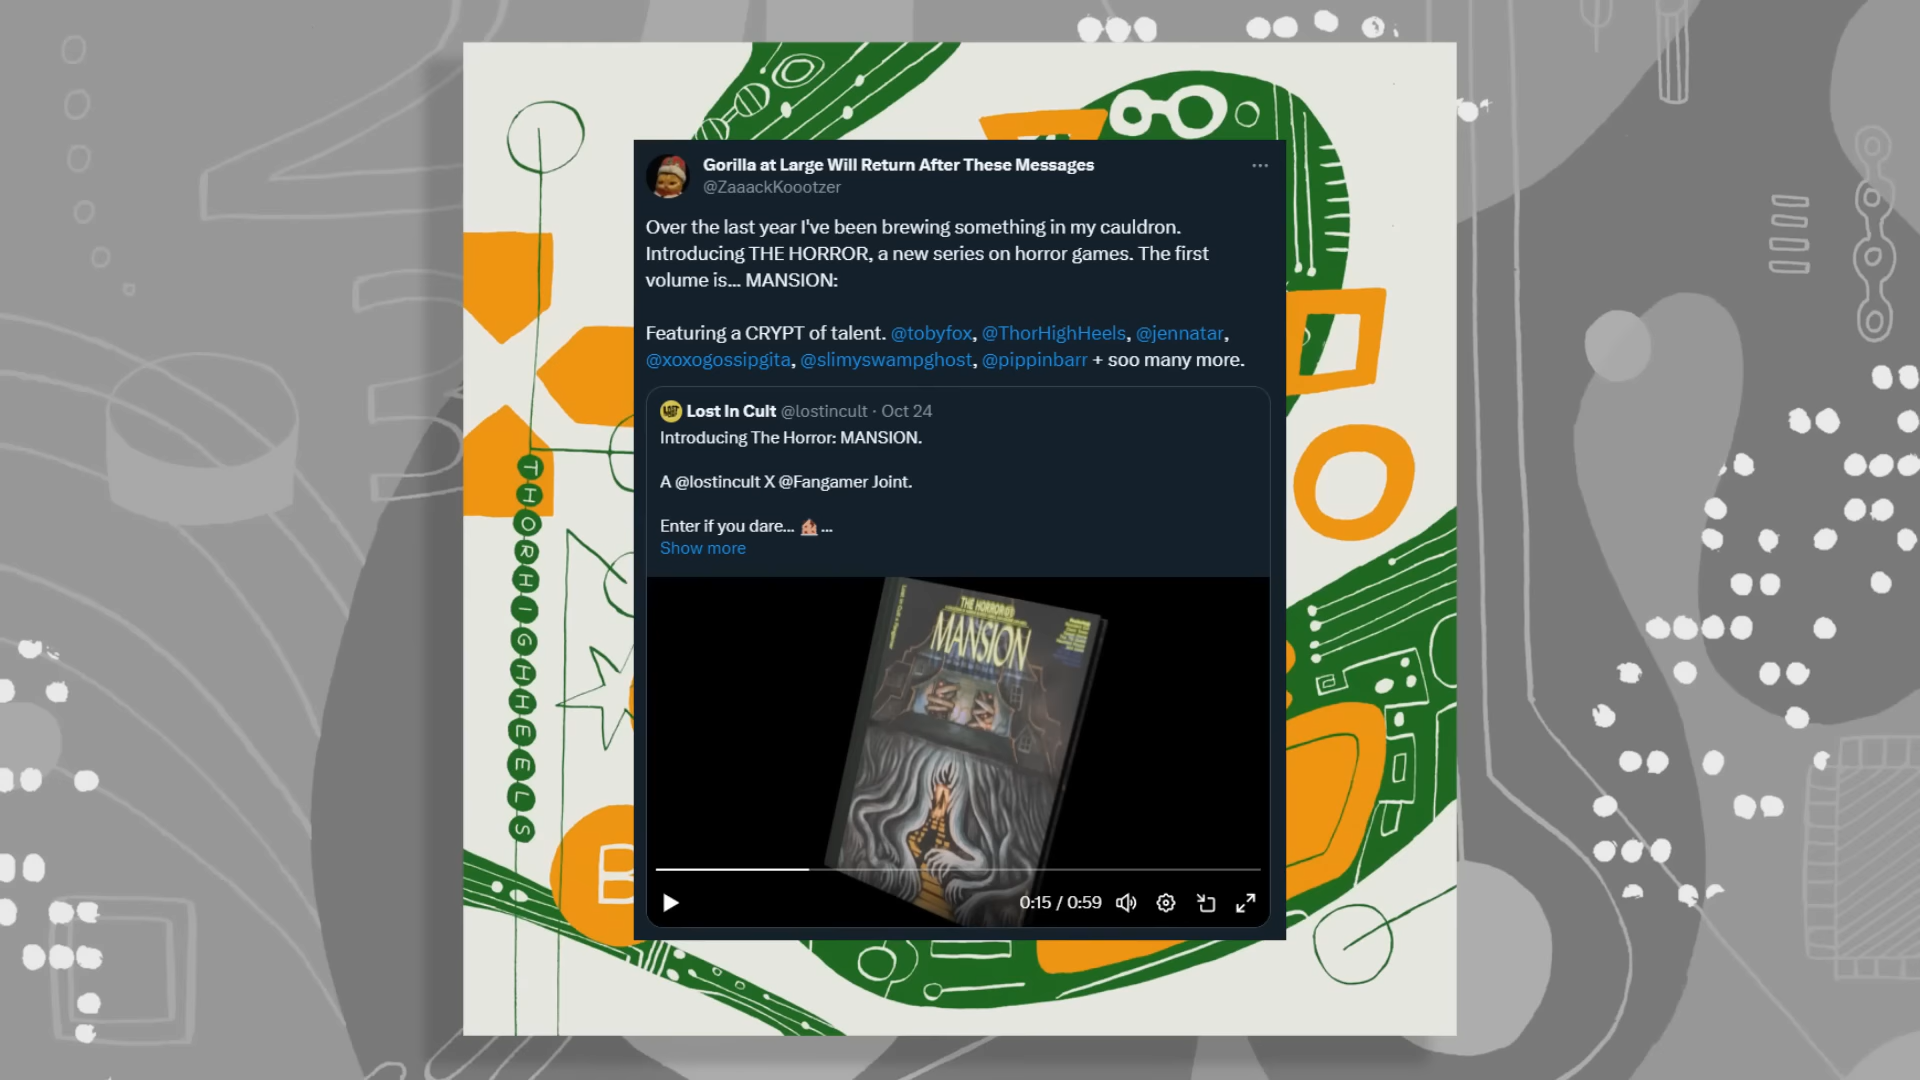 Gorilla at Large Will Return After These Messages
@ZaaackKoootzer
Over the last year I've been brewing something in my cauldron.
Introducing THE HORROR, a new series on horror games. The first
volume is... MANSION:
Featuring a CRYPT of talent. @tobyfox, @ThorHighHeels, @jennatar,
@xoxogossipgita, @slimyswampghost, @pippinbarr + soo many more.
Lost In Cult @lostincult · Oct 24
Introducing The Horror: MANSION.
A @lostincult X @Fangamer Joint.
Enter if you dare... 🏚️...
Show more
THE HORROR
MANSION
0:15 / 0:59
THORHIGHHEELS
B